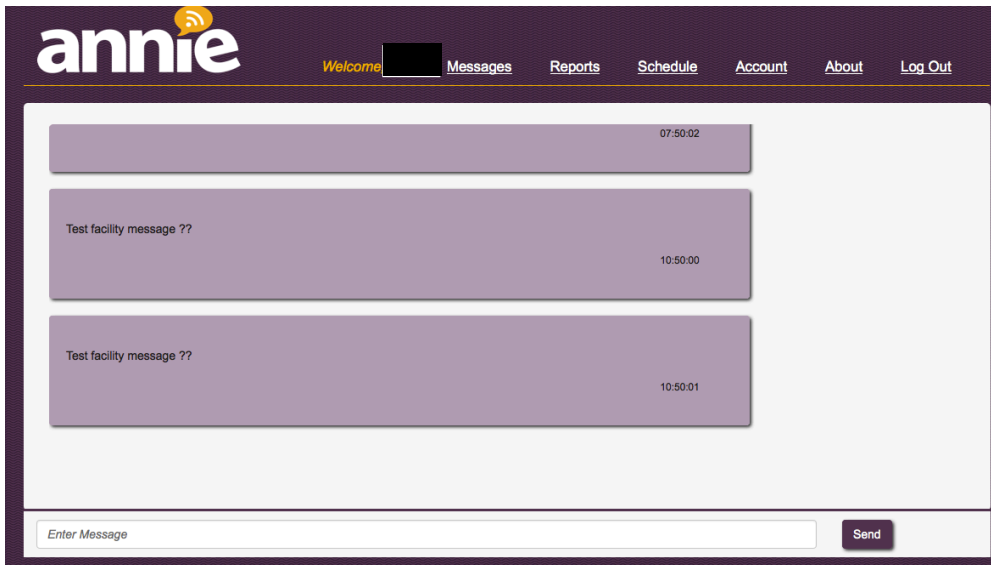 annie
Welcome Messages Reports Schedule Account About Log Out
07:50:02
Test facility message ??
10:50:00
Test facility message ??
10:50:01
Enter Message Send